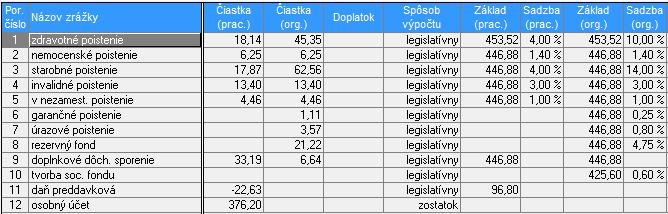 Por. číslo Názov zrážky Čiastka (prac.) Čiastka (org.) Doplatok Spôsob výpočtu Základ (prac.) Sadzba (prac.) Základ (org.) Sadzba (org.)
1 zdravotné poistenie 18,14 45,35 legislatívny 453,52 4,00 % 453,52 10,00 %
2 nemocenské poistenie 6,25 6,25 legislatívny 446,88 1,40 % 446,88 1,40 %
3 starobné poistenie 17,87 62,56 legislatívny 446,88 4,00 % 446,88 14,00 %
4 invalidné poistenie 13,40 13,40 legislatívny 446,88 3,00 % 446,88 3,00 %
5 v nezamest. poistenie 4,46 4,46 legislatívny 446,88 1,00 % 446,88 1,00 %
6 garančné poistenie 1,11 legislatívny 446,88 0,25 %
7 úrazové poistenie 3,57 legislatívny 446,88 0,80 %
8 rezervný fond 21,22 legislatívny 446,88 4,75 %
9 doplnkové dôch. sporenie 33,19 6,64 legislatívny 446,88 446,88
10 tvorba soc. fondu legislatívny 425,60 0,60 %
11 daň preddavková -22,63 legislatívny 96,80
12 osobný účet 376,20 zostatok